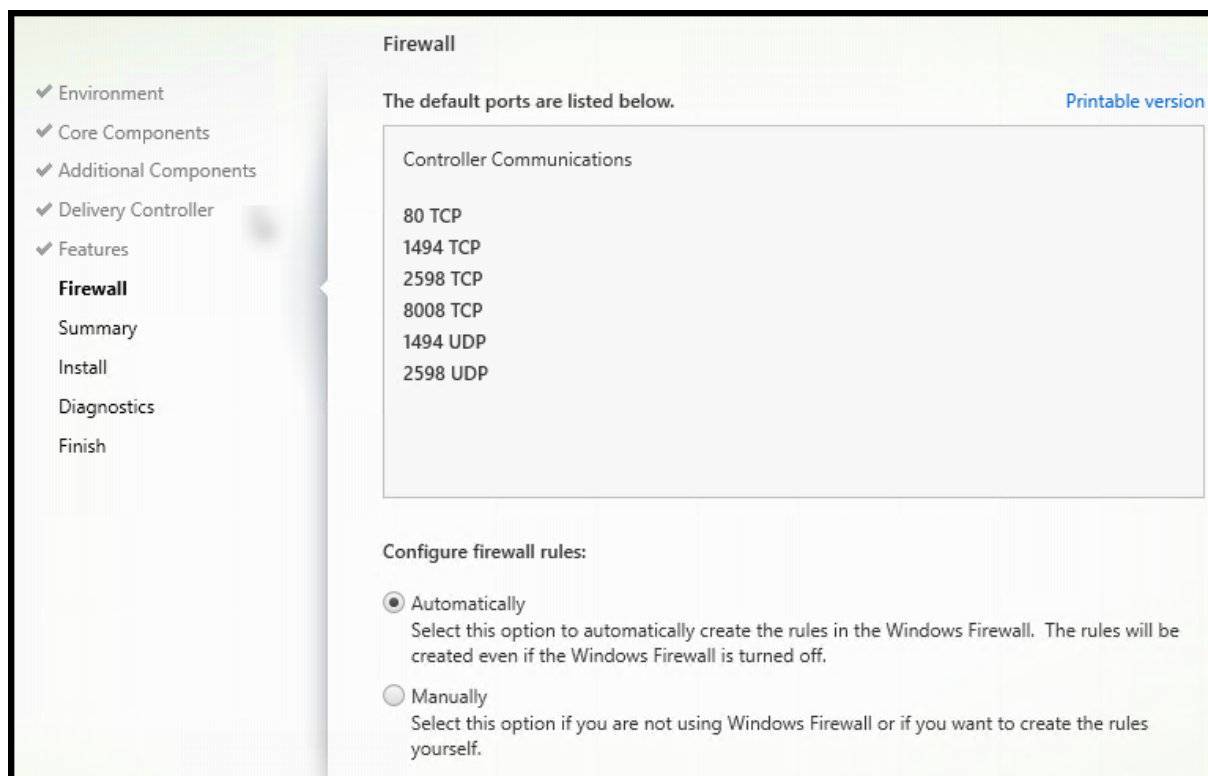 Firewall
Environment
Core Components
Additional Components
Delivery Controller
Features
Firewall
Summary
Install
Diagnostics
Finish
The default ports are listed below.
Printable version
Controller Communications
80 TCP
1494 TCP
2598 TCP
8008 TCP
1494 UDP
2598 UDP
Configure firewall rules:
Automatically
Select this option to automatically create the rules in the Windows Firewall. The rules will be
created even if the Windows Firewall is turned off.
Manually
Select this option if you are not using Windows Firewall or if you want to create the rules
yourself.